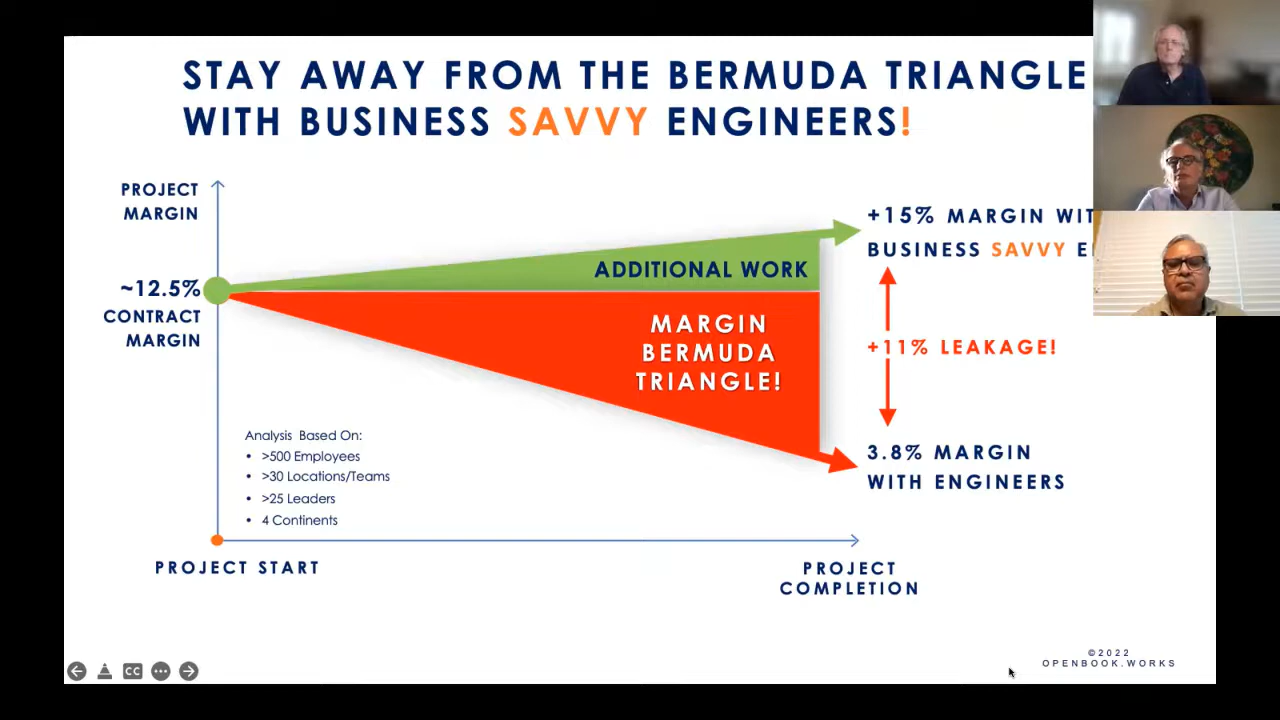 STAY AWAY FROM THE BERMUDA TRIANGLE
WITH BUSINESS SAVVY ENGINEERS!
PROJECT
MARGIN
~12.5%
CONTRACT
MARGIN
ADDITIONAL WORK
MARGIN
BERMUDA
TRIANGLE!
+15% MARGIN
BUSINESS SAVVY
+11% LEAKAGE!
3.8% MARGIN
WITH ENGINEERS
Analysis Based On:
• >500 Employees
• >30 Locations/Teams
• >25 Leaders
• 4 Continents
PROJECT START
PROJECT
COMPLETION
CC
©2022
OPENBOOK.WORKS